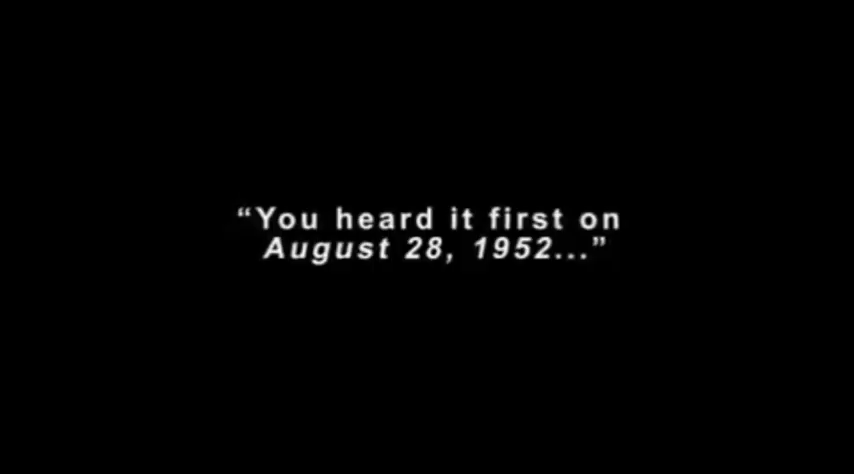 “You heard it first on
August 28, 1952...”